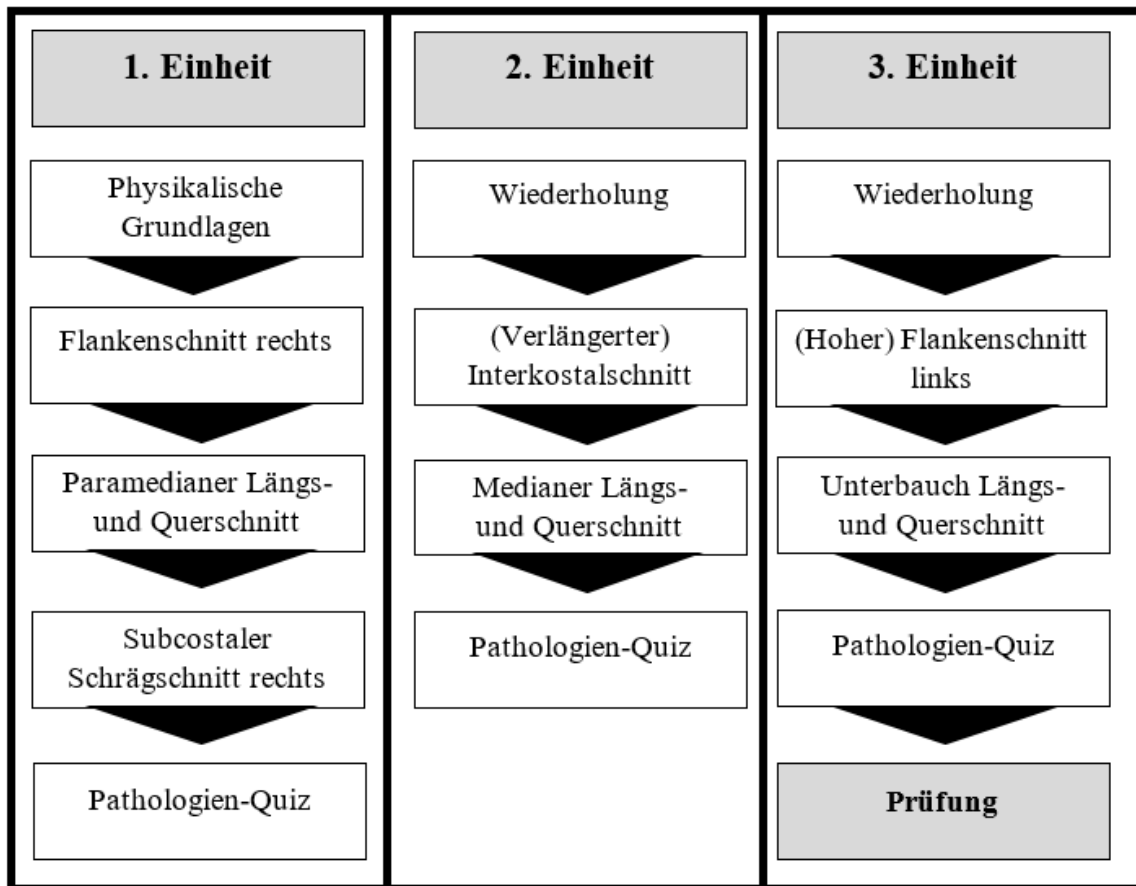 1. Einheit
Physikalische
Grundlagen
Flankenschnitt rechts
Paramedianer Längs-
und Querschnitt
Subcostaler
Schrägschnitt rechts
Pathologien-Quiz
2. Einheit
Wiederholung
(Verlängerter)
Interkostalschnitt
Medianer Längs-
und Querschnitt
Pathologien-Quiz
3. Einheit
Wiederholung
(Hoher) Flankenschnitt
links
Unterbauch Längs-
und Querschnitt
Pathologien-Quiz
Prüfung